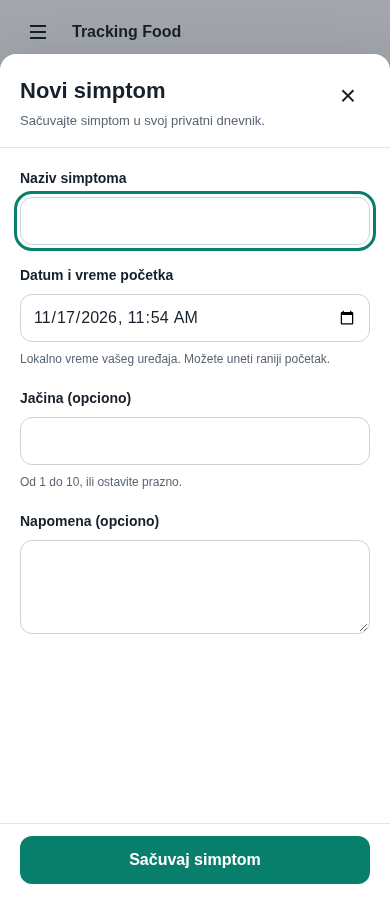 Tracking Food
Novi simptom
Sačuvajte simptom u svoj privatni dnevnik.
Naziv simptoma
Datum i vreme početka
11/17/2026, 11:54 AM
Lokalno vreme vašeg uređaja. Možete uneti raniji početak.
Jačina (opciono)
Od 1 do 10, ili ostavite prazno.
Napomena (opciono)
Sačuvaj simptom